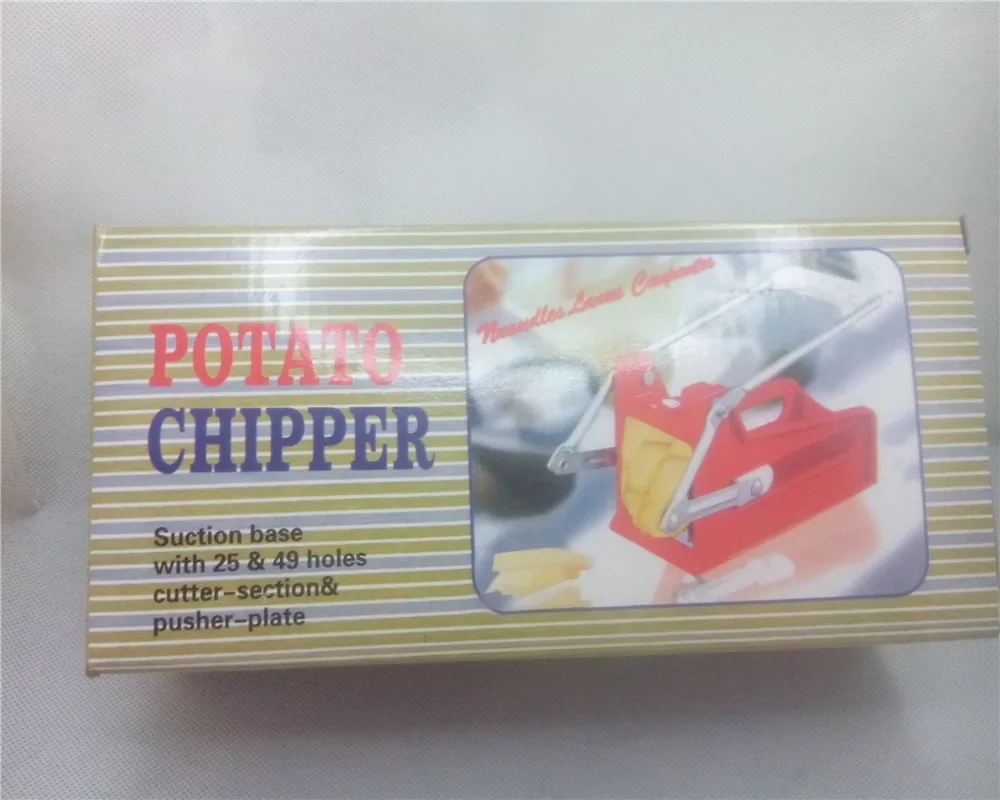 POTATO
CHIPPER
Suction base
with 25 & 49 holes
cutter-section&
pusher-plate